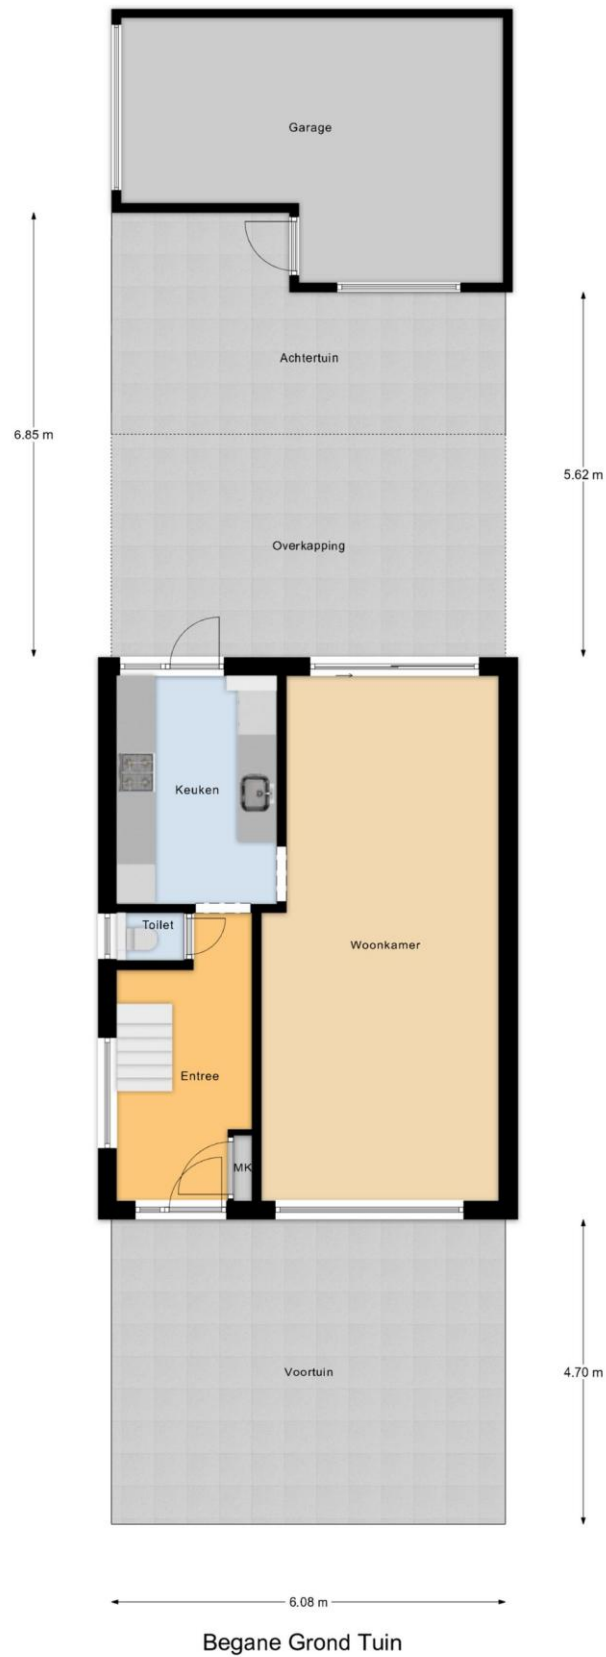 Garage
Achtertuin
6.85 m
5.62 m
Overkapping
Keuken
Toilet
Woonkamer
Entree
MK
Voortuin
4.70 m
6.08 m
Begane Grond Tuin